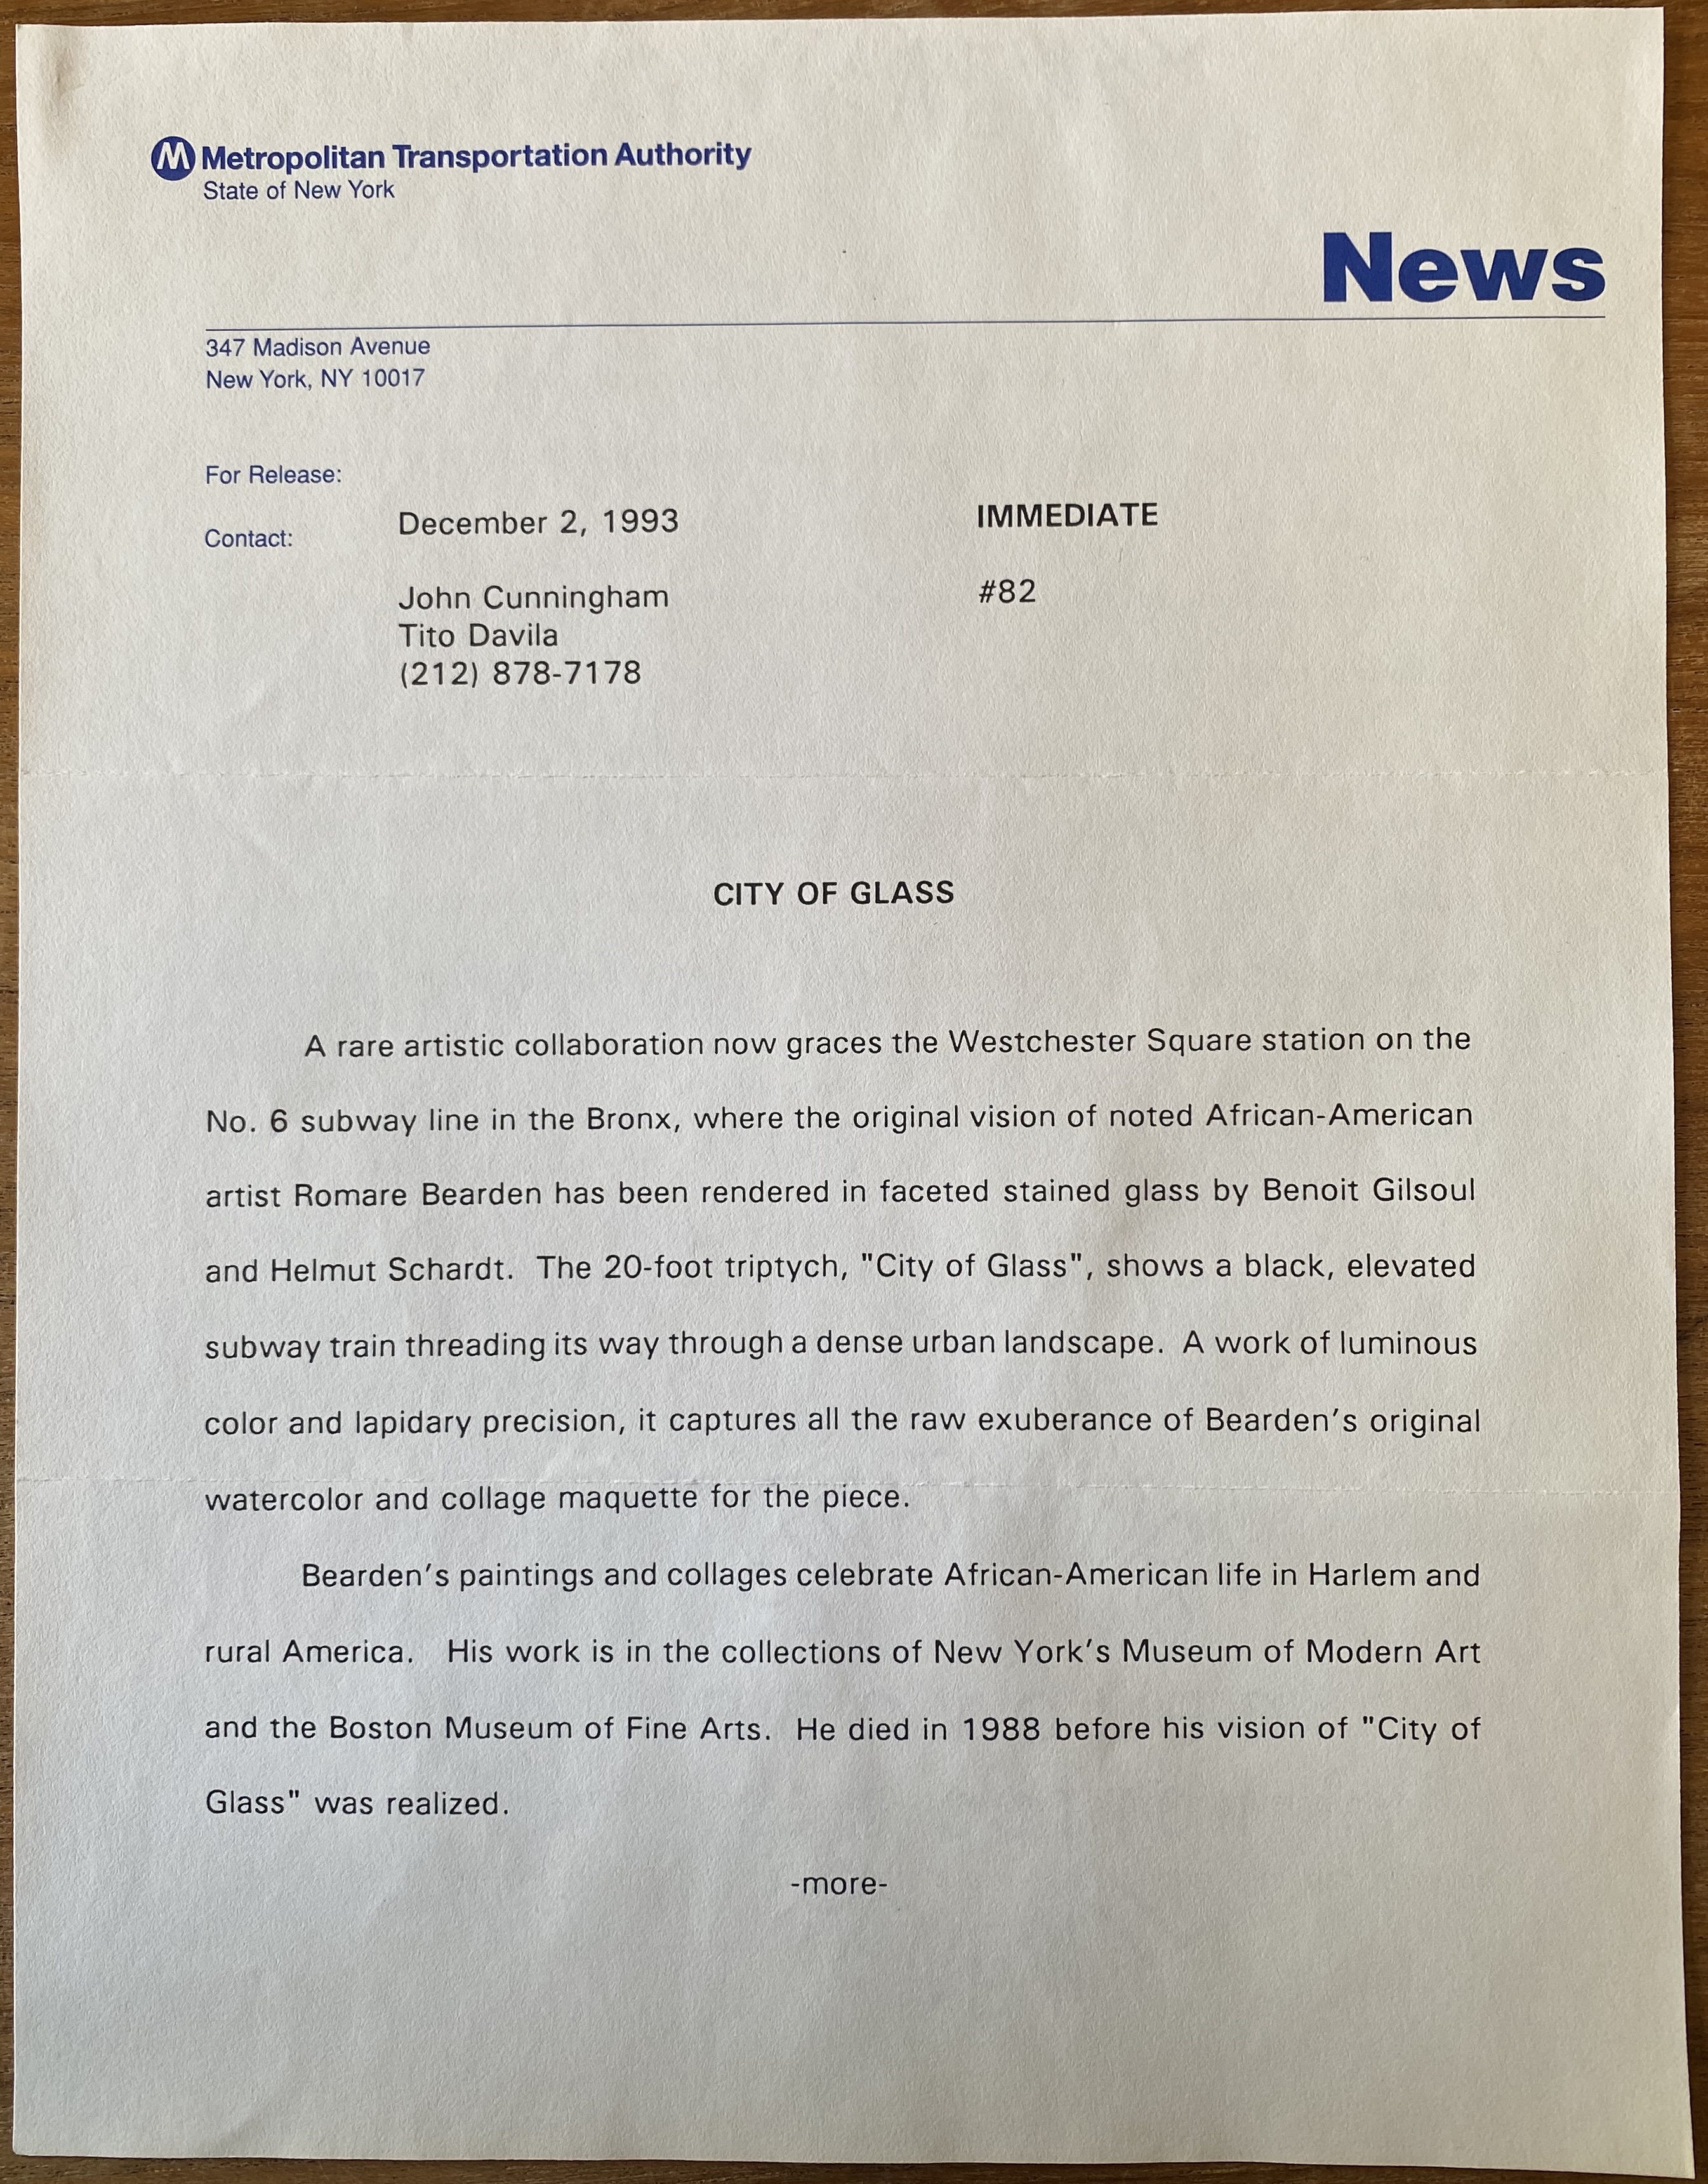 M Metropolitan Transportation Authority
State of New York
News
347 Madison Avenue
New York, NY 10017
For Release:
December 2, 1993 IMMEDIATE
Contact:
John Cunningham #82
Tito Davila
(212) 878-7178
CITY OF GLASS
A rare artistic collaboration now graces the Westchester Square station on the
No. 6 subway line in the Bronx, where the original vision of noted African-American
artist Romare Bearden has been rendered in faceted stained glass by Benoit Gilsoul
and Helmut Schardt. The 20-foot triptych, "City of Glass", shows a black, elevated
subway train threading its way through a dense urban landscape. A work of luminous
color and lapidary precision, it captures all the raw exuberance of Bearden's original
watercolor and collage maquette for the piece.
Bearden's paintings and collages celebrate African-American life in Harlem and
rural America. His work is in the collections of New York's Museum of Modern Art
and the Boston Museum of Fine Arts. He died in 1988 before his vision of "City of
Glass" was realized.
-more-